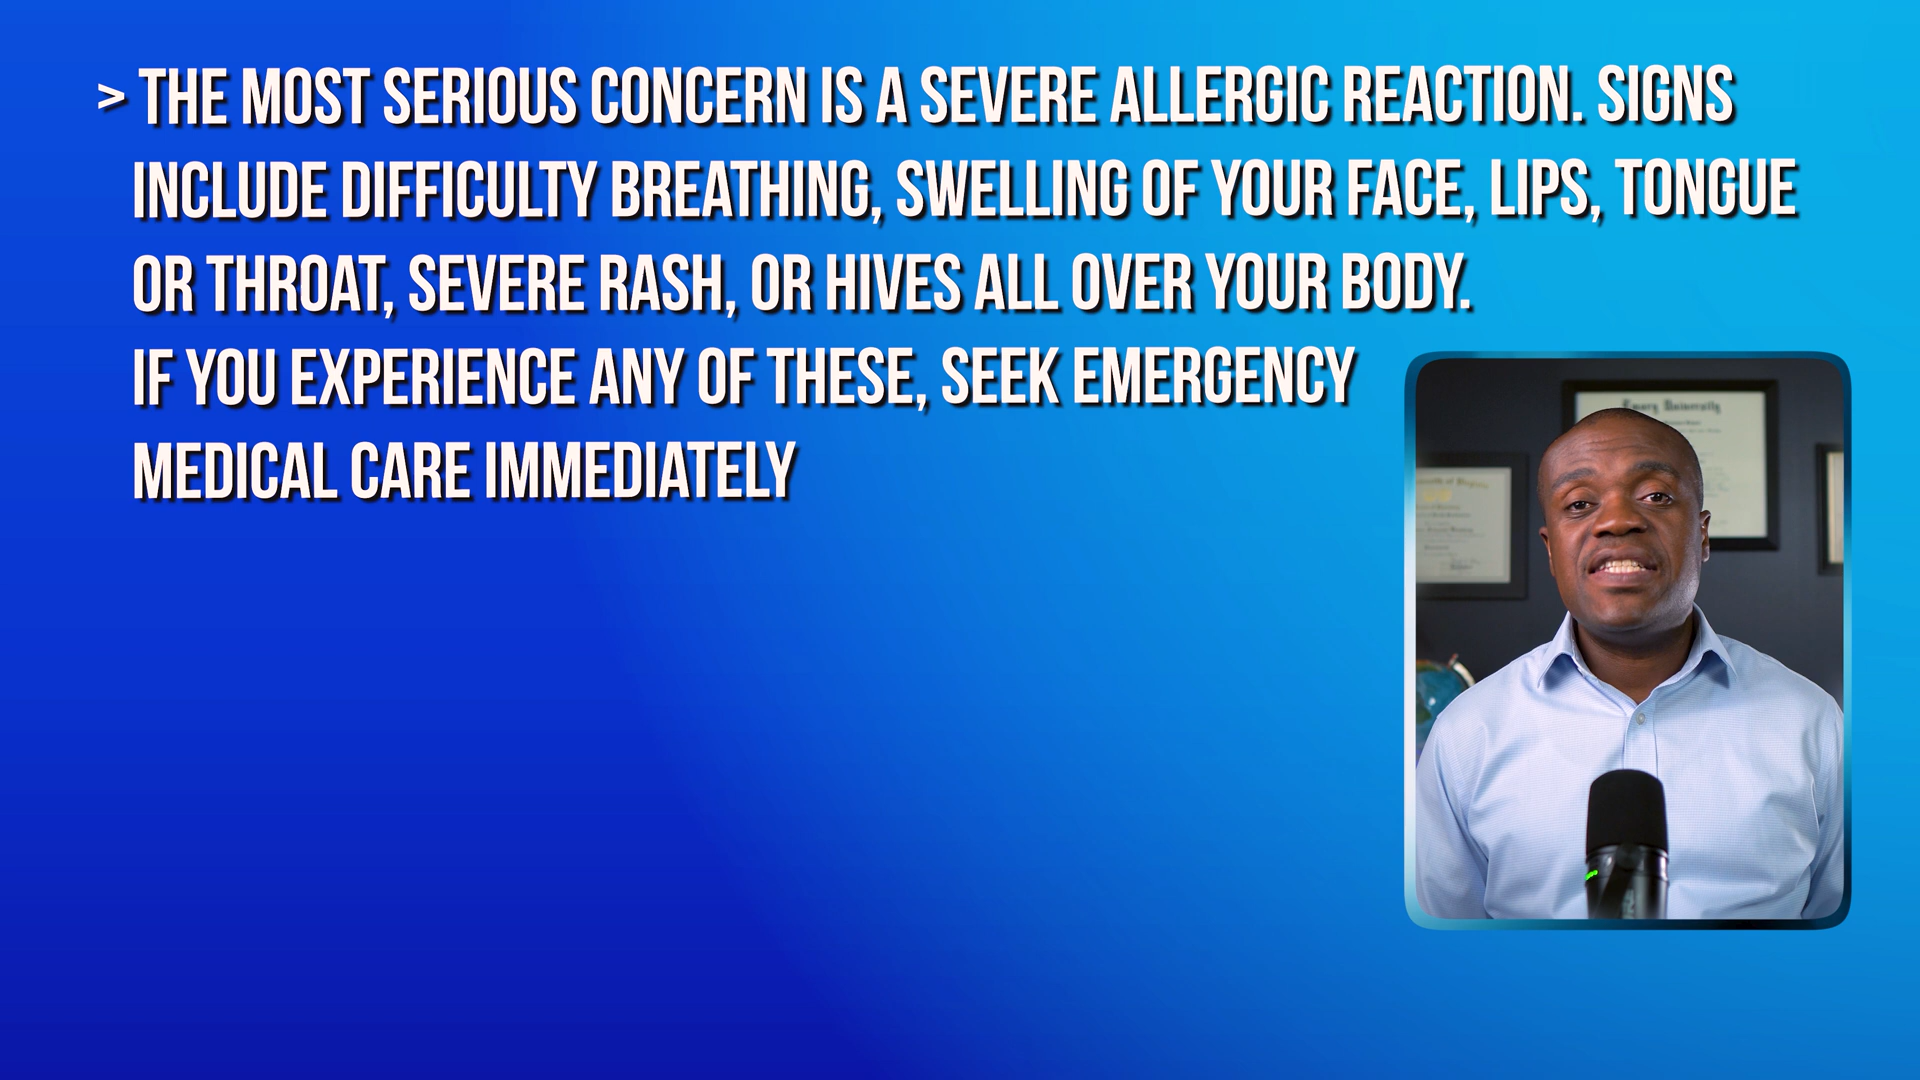 > THE MOST SERIOUS CONCERN IS A SEVERE ALLERGIC REACTION. SIGNS
INCLUDE DIFFICULTY BREATHING, SWELLING OF YOUR FACE, LIPS, TONGUE
OR THROAT, SEVERE RASH, OR HIVES ALL OVER YOUR BODY.
IF YOU EXPERIENCE ANY OF THESE, SEEK EMERGENCY
MEDICAL CARE IMMEDIATELY
Emory University